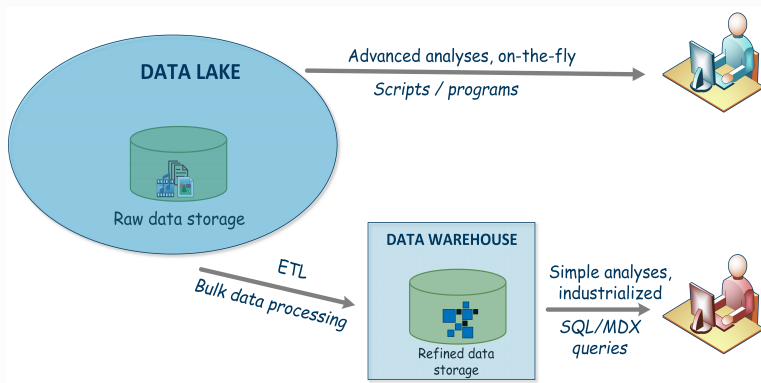 DATA LAKE
Raw data storage
Advanced analyses, on-the-fly
Scripts / programs
ETL
Bulk data processing
DATA WAREHOUSE
Refined data
storage
Simple analyses,
industrialized
SQL/MDX
queries